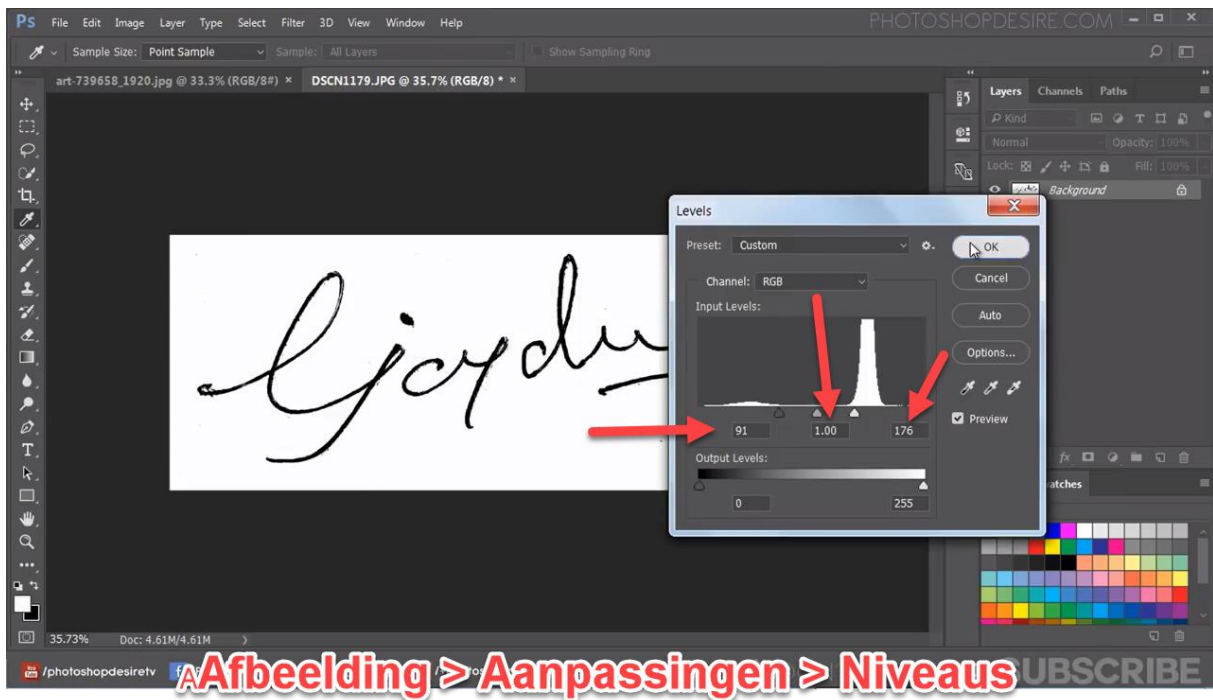 Ps File Edit Image Layer Type Select Filter 3D View Window Help
PHOTOSHOPDESIRE.COM
Sample Size: Point Sample Sample: All Layers Show Sampling Ring
art-739658_1920.jpg @ 33.3% (RGB/8#) × DSCN1179.JPG @ 35.7% (RGB/8) * ×
Layers Channels Paths
Kind
Normal Opacity: 100%
Lock: Fill: 100%
Background
Levels
Preset: Custom
OK
Channel: RGB
Cancel
Input Levels:
Auto
Options...
Preview
91 1.00 176
Output Levels:
0 255
fx
T
35.73% Doc: 4.61M/4.61M
/photoshopdesiretv
Afbeelding > Aanpassingen > Niveaus